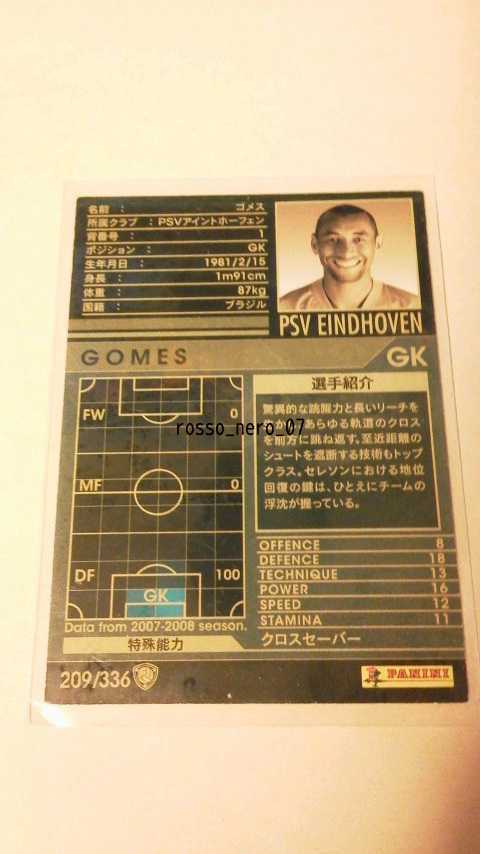 名前 : ゴメス
所属クラブ : PSVアイントホーフェン
背番号 : 1
ポジション : GK
生年月日 : 1981/2/15
身長 : 1m91cm
体重 : 87kg
国籍 : ブラジル
PSV EINDHOVEN
GOMES
GK
FW 0
MF 0
DF 100
GK
Data from 2007-2008 season.
選手紹介
驚異的な跳躍力と長いリーチを
あらゆる軌道のクロス
を前方に跳ね返す。至近距離の
シュートを遮断する技術もトップ
クラス。セレソンにおける地位
回復の鍵は、ひとえにチームの
浮沈が握っている。
rosso_nero_07
OFFENCE 8
DEFENCE 18
TECHNIQUE 13
POWER 16
SPEED 12
STAMINA 11
特殊能力
クロスセーバー
209/336
PANINI